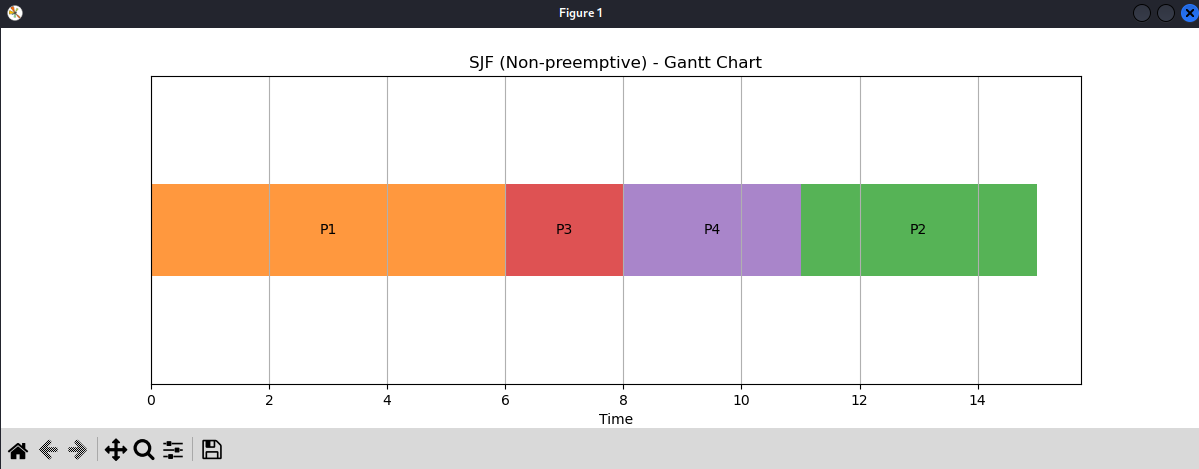 Figure 1
SJF (Non-preemptive) - Gantt Chart
P1 P3 P4 P2
0 2 4 6 8 10 12 14
Time